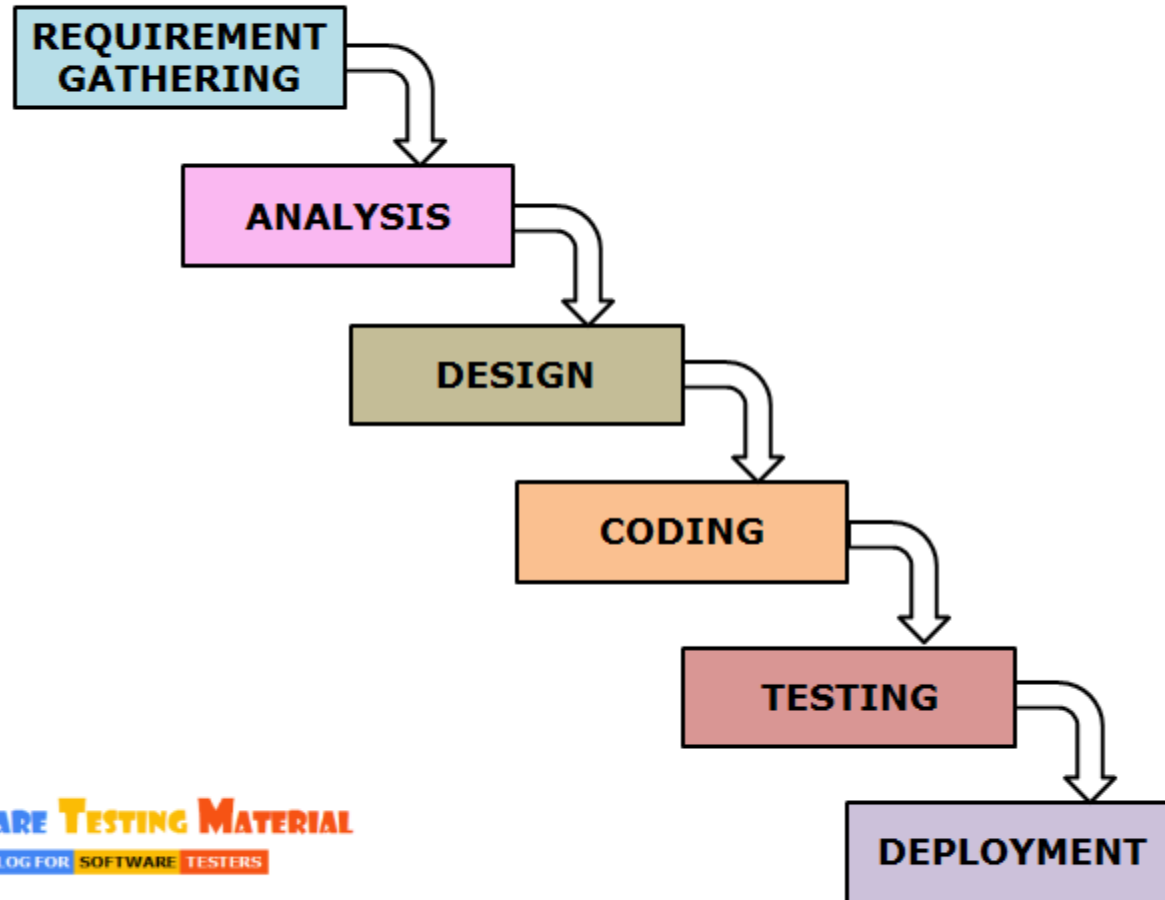 REQUIREMENT
GATHERING
ANALYSIS
DESIGN
CODING
TESTING
DEPLOYMENT
ARE TESTING MATERIAL
LOG FOR SOFTWARE TESTERS